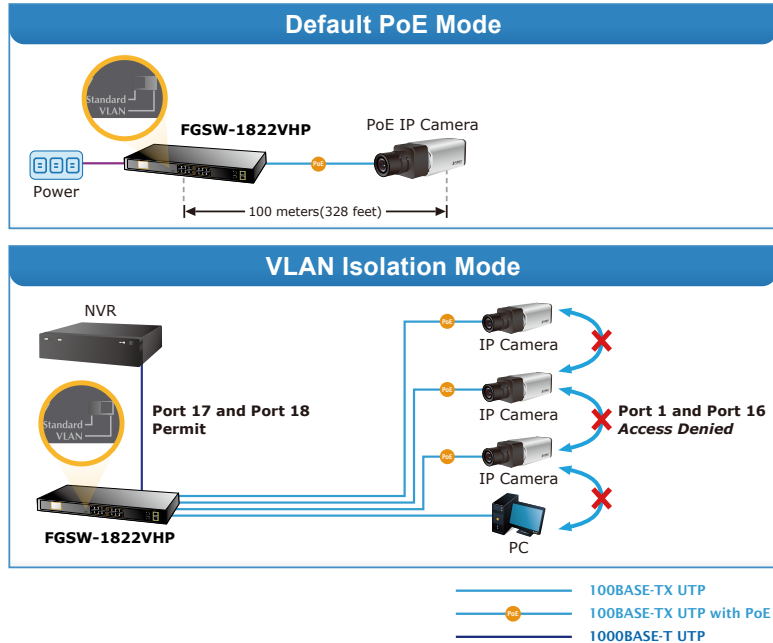 Default PoE Mode
Standard
VLAN
FGSW-1822VHP
PoE IP Camera
PoE
Power
100 meters(328 feet)
VLAN Isolation Mode
NVR
PoE
IP Camera
Port 17 and Port 18
Permit
Standard
VLAN
PoE
IP Camera
Port 1 and Port 16
Access Denied
PoE
IP Camera
FGSW-1822VHP
PC
100BASE-TX UTP
PoE
100BASE-TX UTP with PoE
1000BASE-T UTP